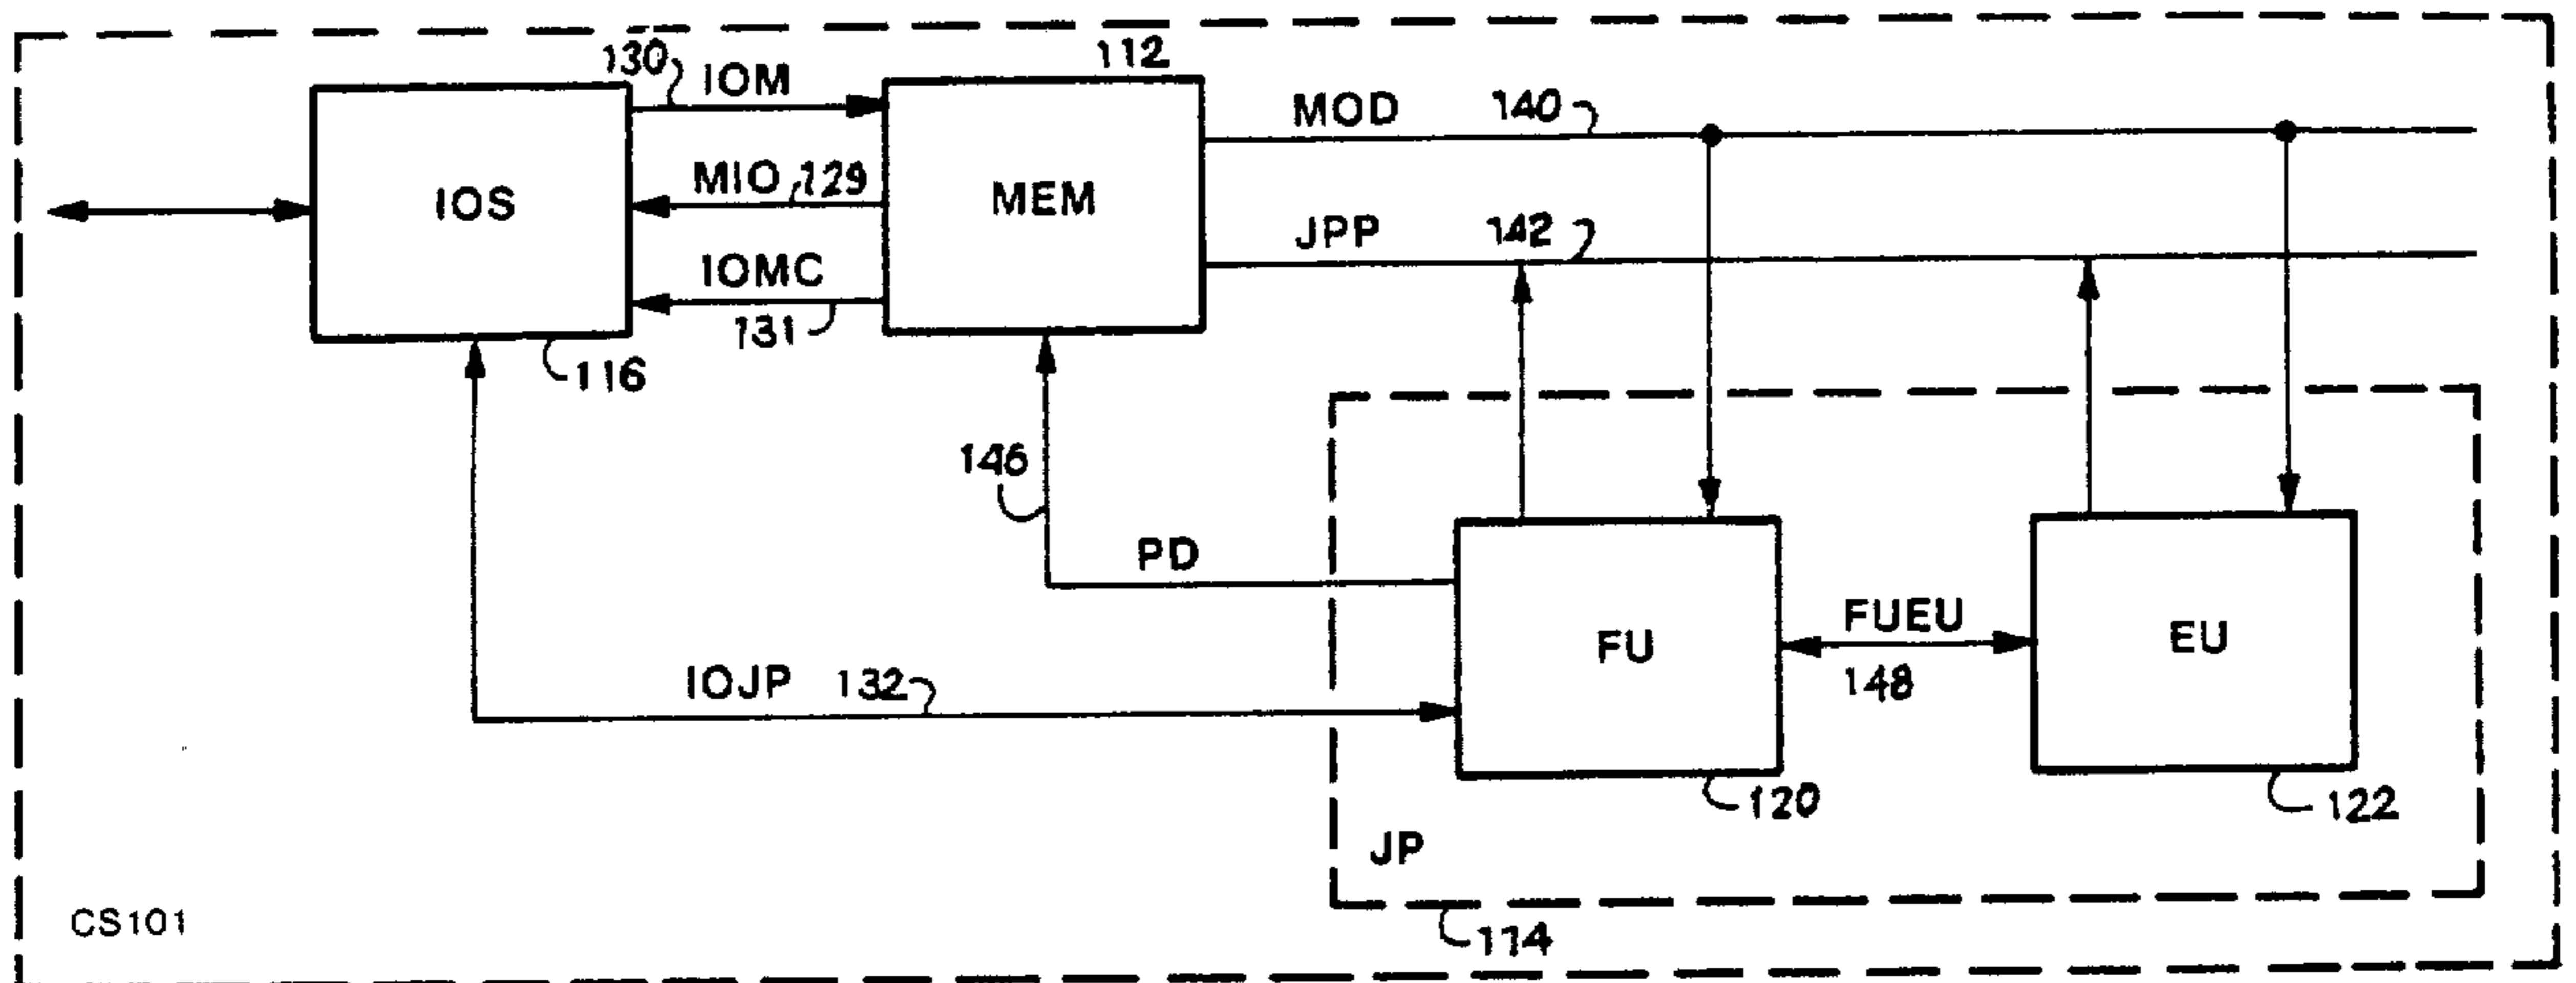 130 IOM
112
MOD 140
MIO 129
IOS
MEM
JPP 142
IOMC
131
116
146
PD
FUEU
FU
EU
148
IOJP 132
120
122
JP
CS101
114